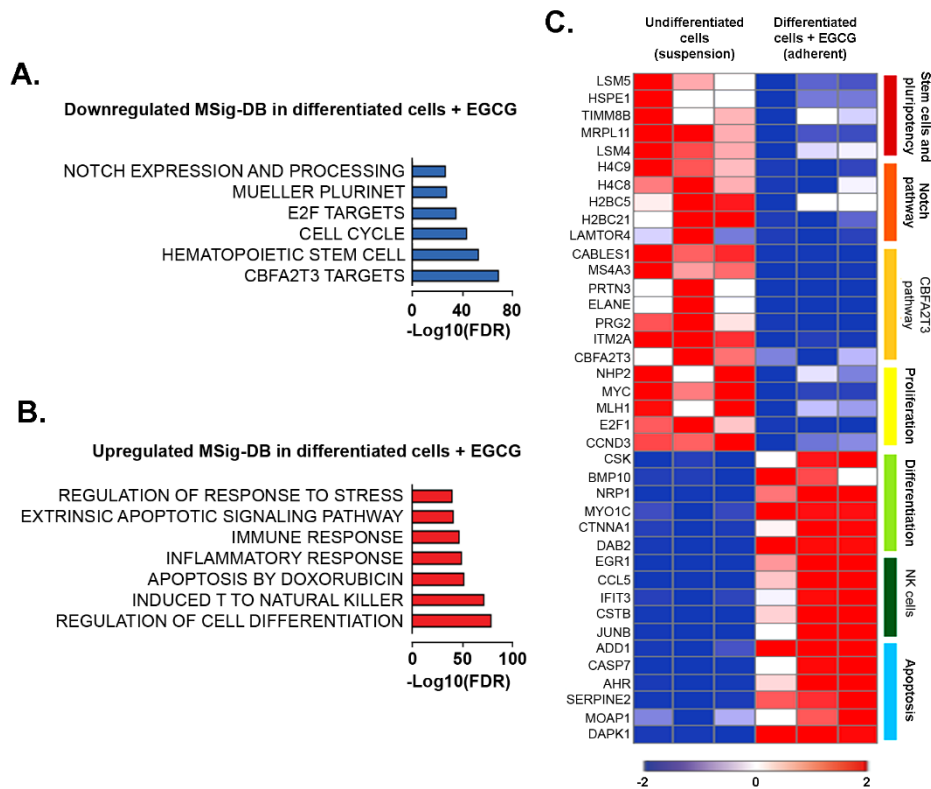 A.
Downregulated MSig-DB in differentiated cells + EGCG
NOTCH EXPRESSION AND PROCESSING
MUELLER PLURINET
E2F TARGETS
CELL CYCLE
HEMATOPOIETIC STEM CELL
CBFA2T3 TARGETS
0 40 80
-Log10(FDR)
B.
Upregulated MSig-DB in differentiated cells + EGCG
REGULATION OF RESPONSE TO STRESS
EXTRINSIC APOPTOTIC SIGNALING PATHWAY
IMMUNE RESPONSE
INFLAMMATORY RESPONSE
APOPTOSIS BY DOXORUBICIN
INDUCED T TO NATURAL KILLER
REGULATION OF CELL DIFFERENTIATION
0 50 100
-Log10(FDR)
C.
Undifferentiated
cells
(suspension)
Differentiated
cells + EGCG
(adherent)
LSM5
HSPE1
TIMM8B
MRPL11
LSM4
H4C9
H4C8
H2BC5
H2BC21
LAMTOR4
CABLES1
MS4A3
PRTN3
ELANE
PRG2
ITM2A
CBFA2T3
NHP2
MYC
MLH1
E2F1
CCND3
CSK
BMP10
NRP1
MYO1C
CTNNA1
DAB2
EGR1
CCL5
IFIT3
CSTB
JUNB
ADD1
CASP7
AHR
SERPINE2
MOAP1
DAPK1
Stem cells and
pluripotency
Notch
pathway
CBFA2T3
pathway
Proliferation
Differentiation
NK cells
Apoptosis
-2 0 2